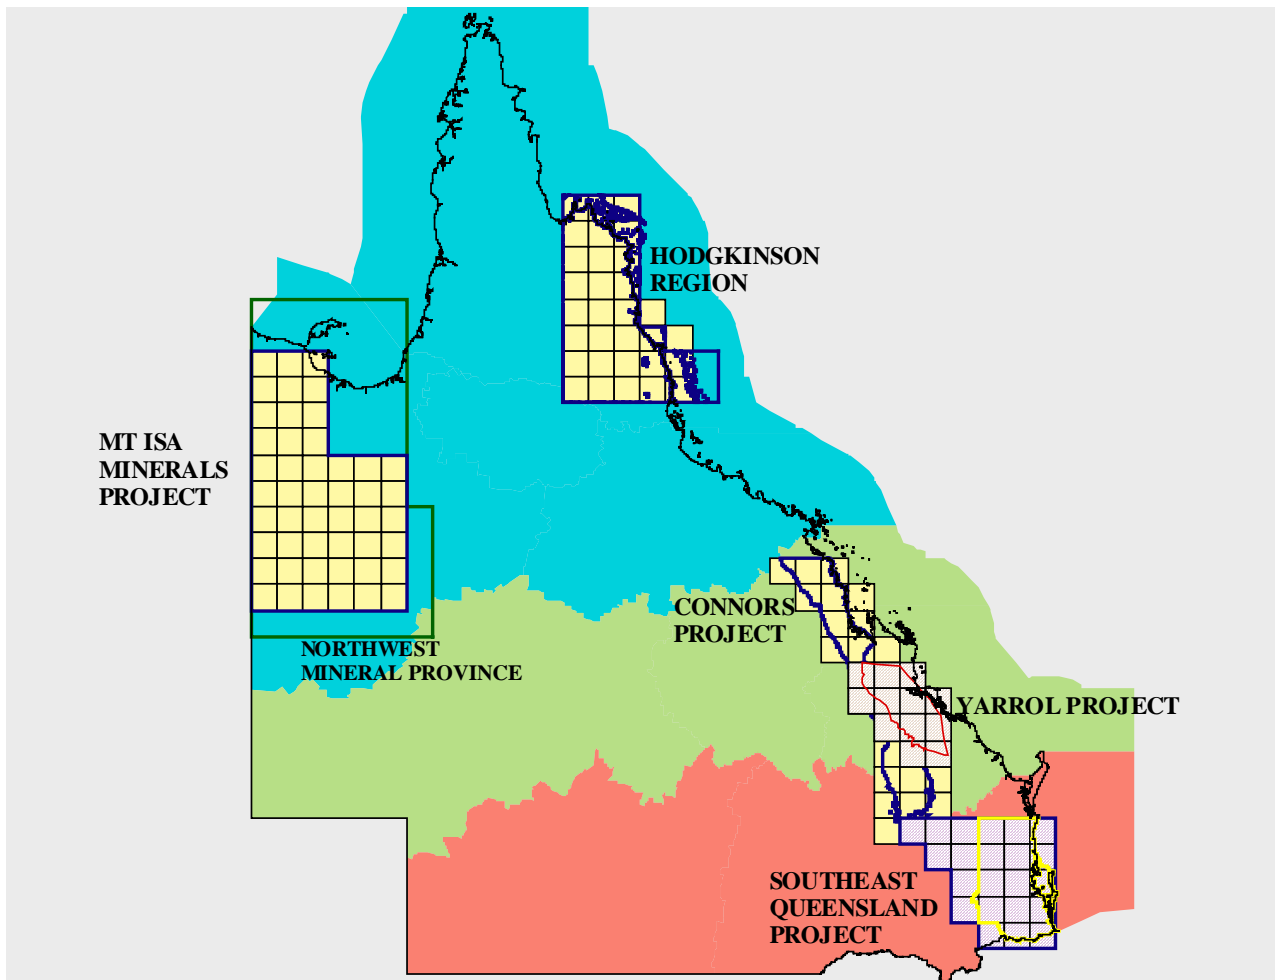 HODGKINSON
REGION
MT ISA
MINERALS
PROJECT
CONNORS
PROJECT
NORTHWEST
MINERAL PROVINCE
YARROL PROJECT
SOUTHEAST
QUEENSLAND
PROJECT